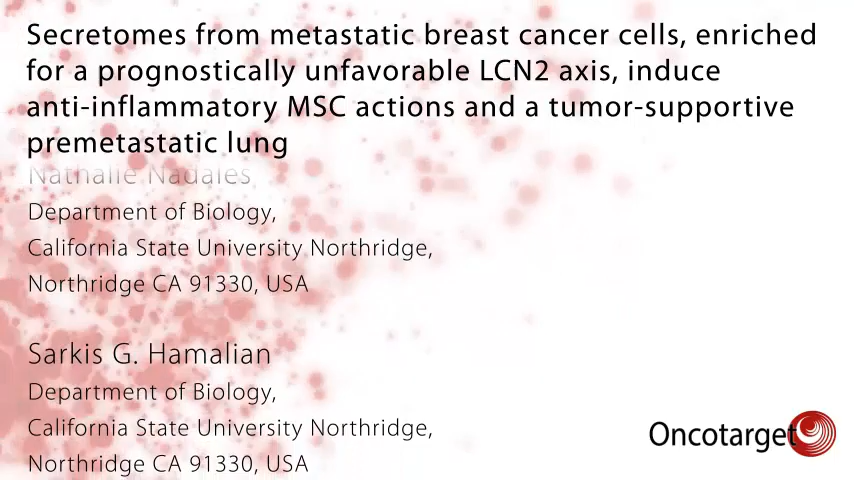 Secretomes from metastatic breast cancer cells, enriched
for a prognostically unfavorable LCN2 axis, induce
anti-inflammatory MSC actions and a tumor-supportive
premetastatic lung
Nathalie Nadales
Department of Biology,
California State University Northridge,
Northridge CA 91330, USA
Sarkis G. Hamalian
Department of Biology,
California State University Northridge,
Northridge CA 91330, USA
Oncotarget